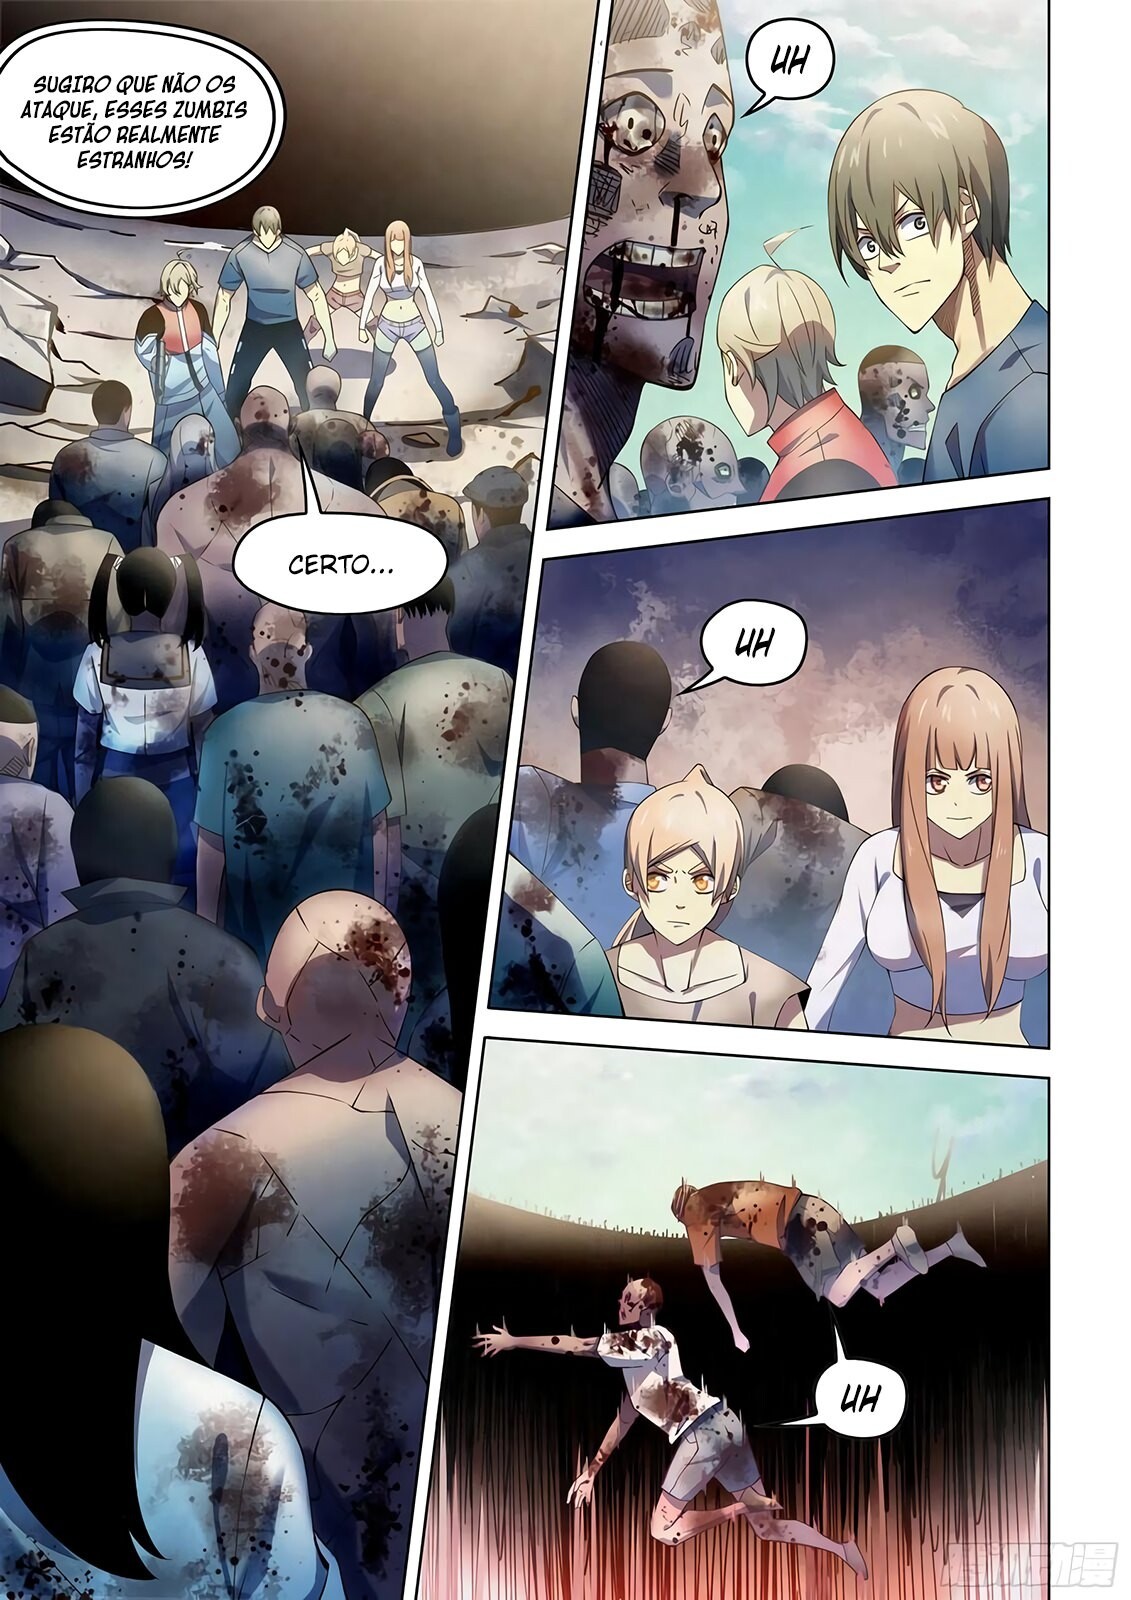 SUGIRO QUE NÃO OS
ATAQUE, ESSES ZUMBIS
ESTÃO REALMENTE
ESTRANHOS!
CERTO...
UH
UH
UH